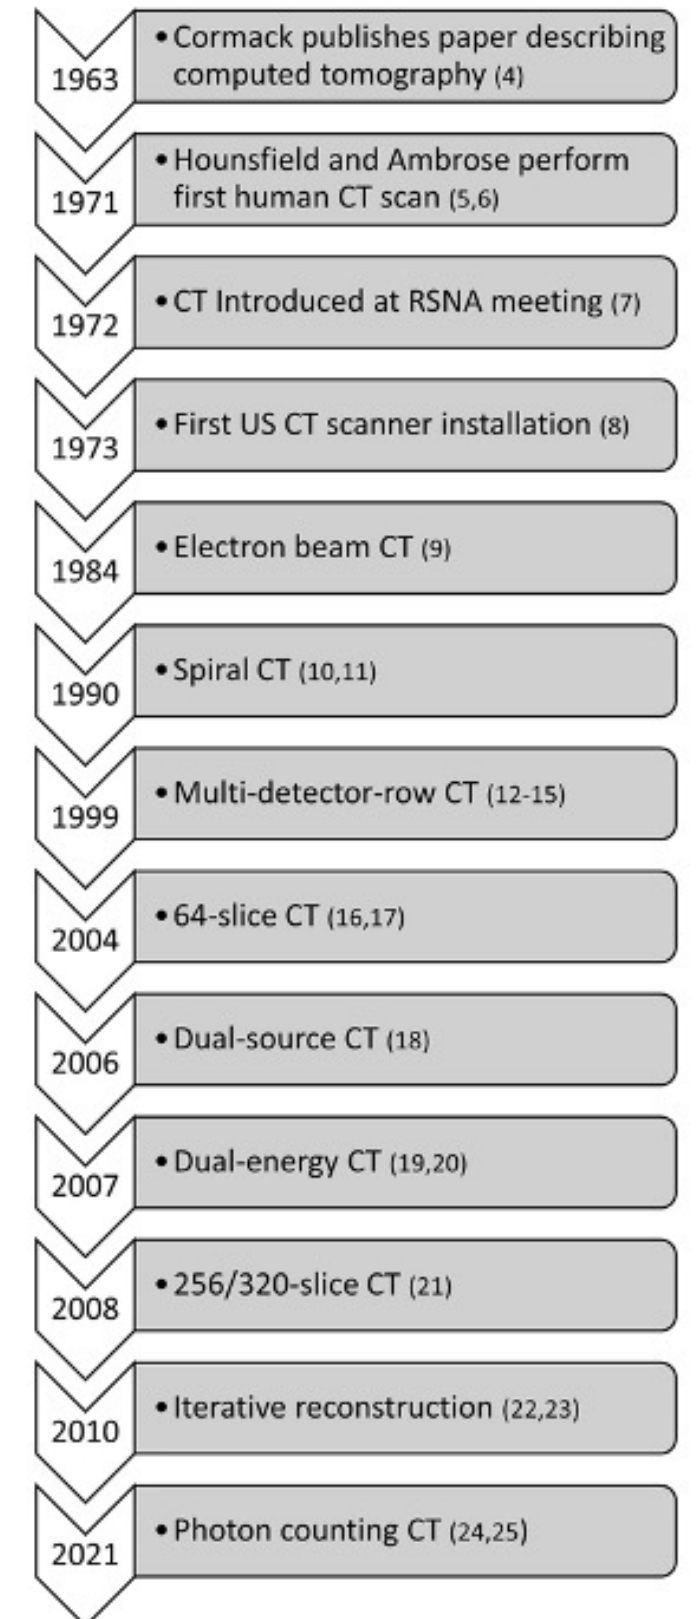 1963
• Cormack publishes paper describing
computed tomography (4)
1971
• Hounsfield and Ambrose perform
first human CT scan (5,6)
1972
• CT Introduced at RSNA meeting (7)
1973
• First US CT scanner installation (8)
1984
• Electron beam CT (9)
1990
• Spiral CT (10,11)
1999
• Multi-detector-row CT (12-15)
2004
• 64-slice CT (16,17)
2006
• Dual-source CT (18)
2007
• Dual-energy CT (19,20)
2008
• 256/320-slice CT (21)
2010
• Iterative reconstruction (22,23)
2021
• Photon counting CT (24,25)